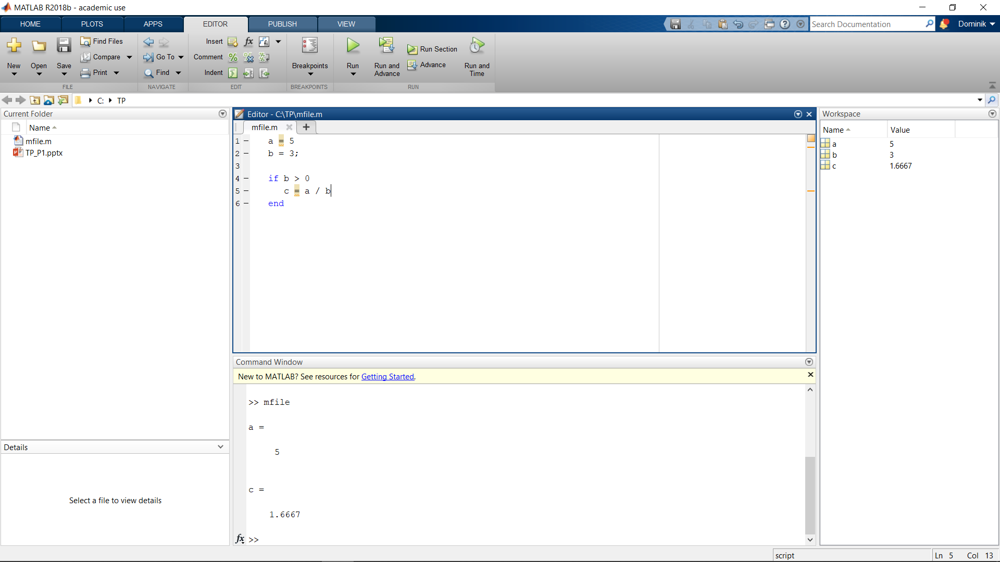 MATLAB R2018b - academic use
HOME PLOTS APPS EDITOR PUBLISH VIEW
Search Documentation
Dominik
New
Open
Save
Find Files
Compare
Print
FILE
Go To
Find
NAVIGATE
Insert
Comment
Indent
EDIT
Breakpoints
BREAKPOINTS
Run
Run and
Advance
Run Section
Advance
Run and
Time
RUN
C: TP
Current Folder
Name
mfile.m
TP_P1.pptx
Details
Select a file to view details
Editor - C:\TP\mfile.m
mfile.m
1 a = 5
2 b = 3;
3
4 if b > 0
5 c = a / b
6 end
Command Window
New to MATLAB? See resources for Getting Started.
>> mfile
a =
5
c =
1.6667
fx >>
Workspace
Name Value
a 5
b 3
c 1.6667
script Ln 5 Col 13